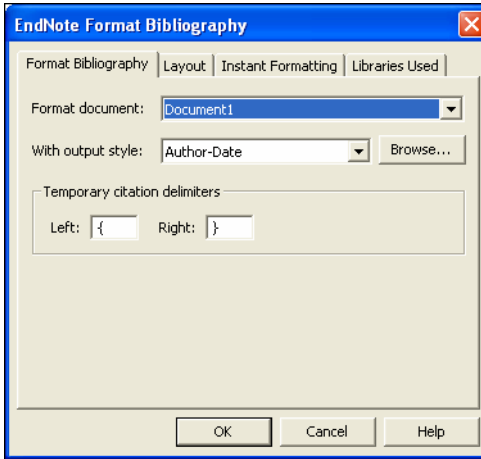 EndNote Format Bibliography
Format Bibliography Layout Instant Formatting Libraries Used
Format document: Document1
With output style: Author-Date Browse...
Temporary citation delimiters
Left: { Right: }
OK Cancel Help